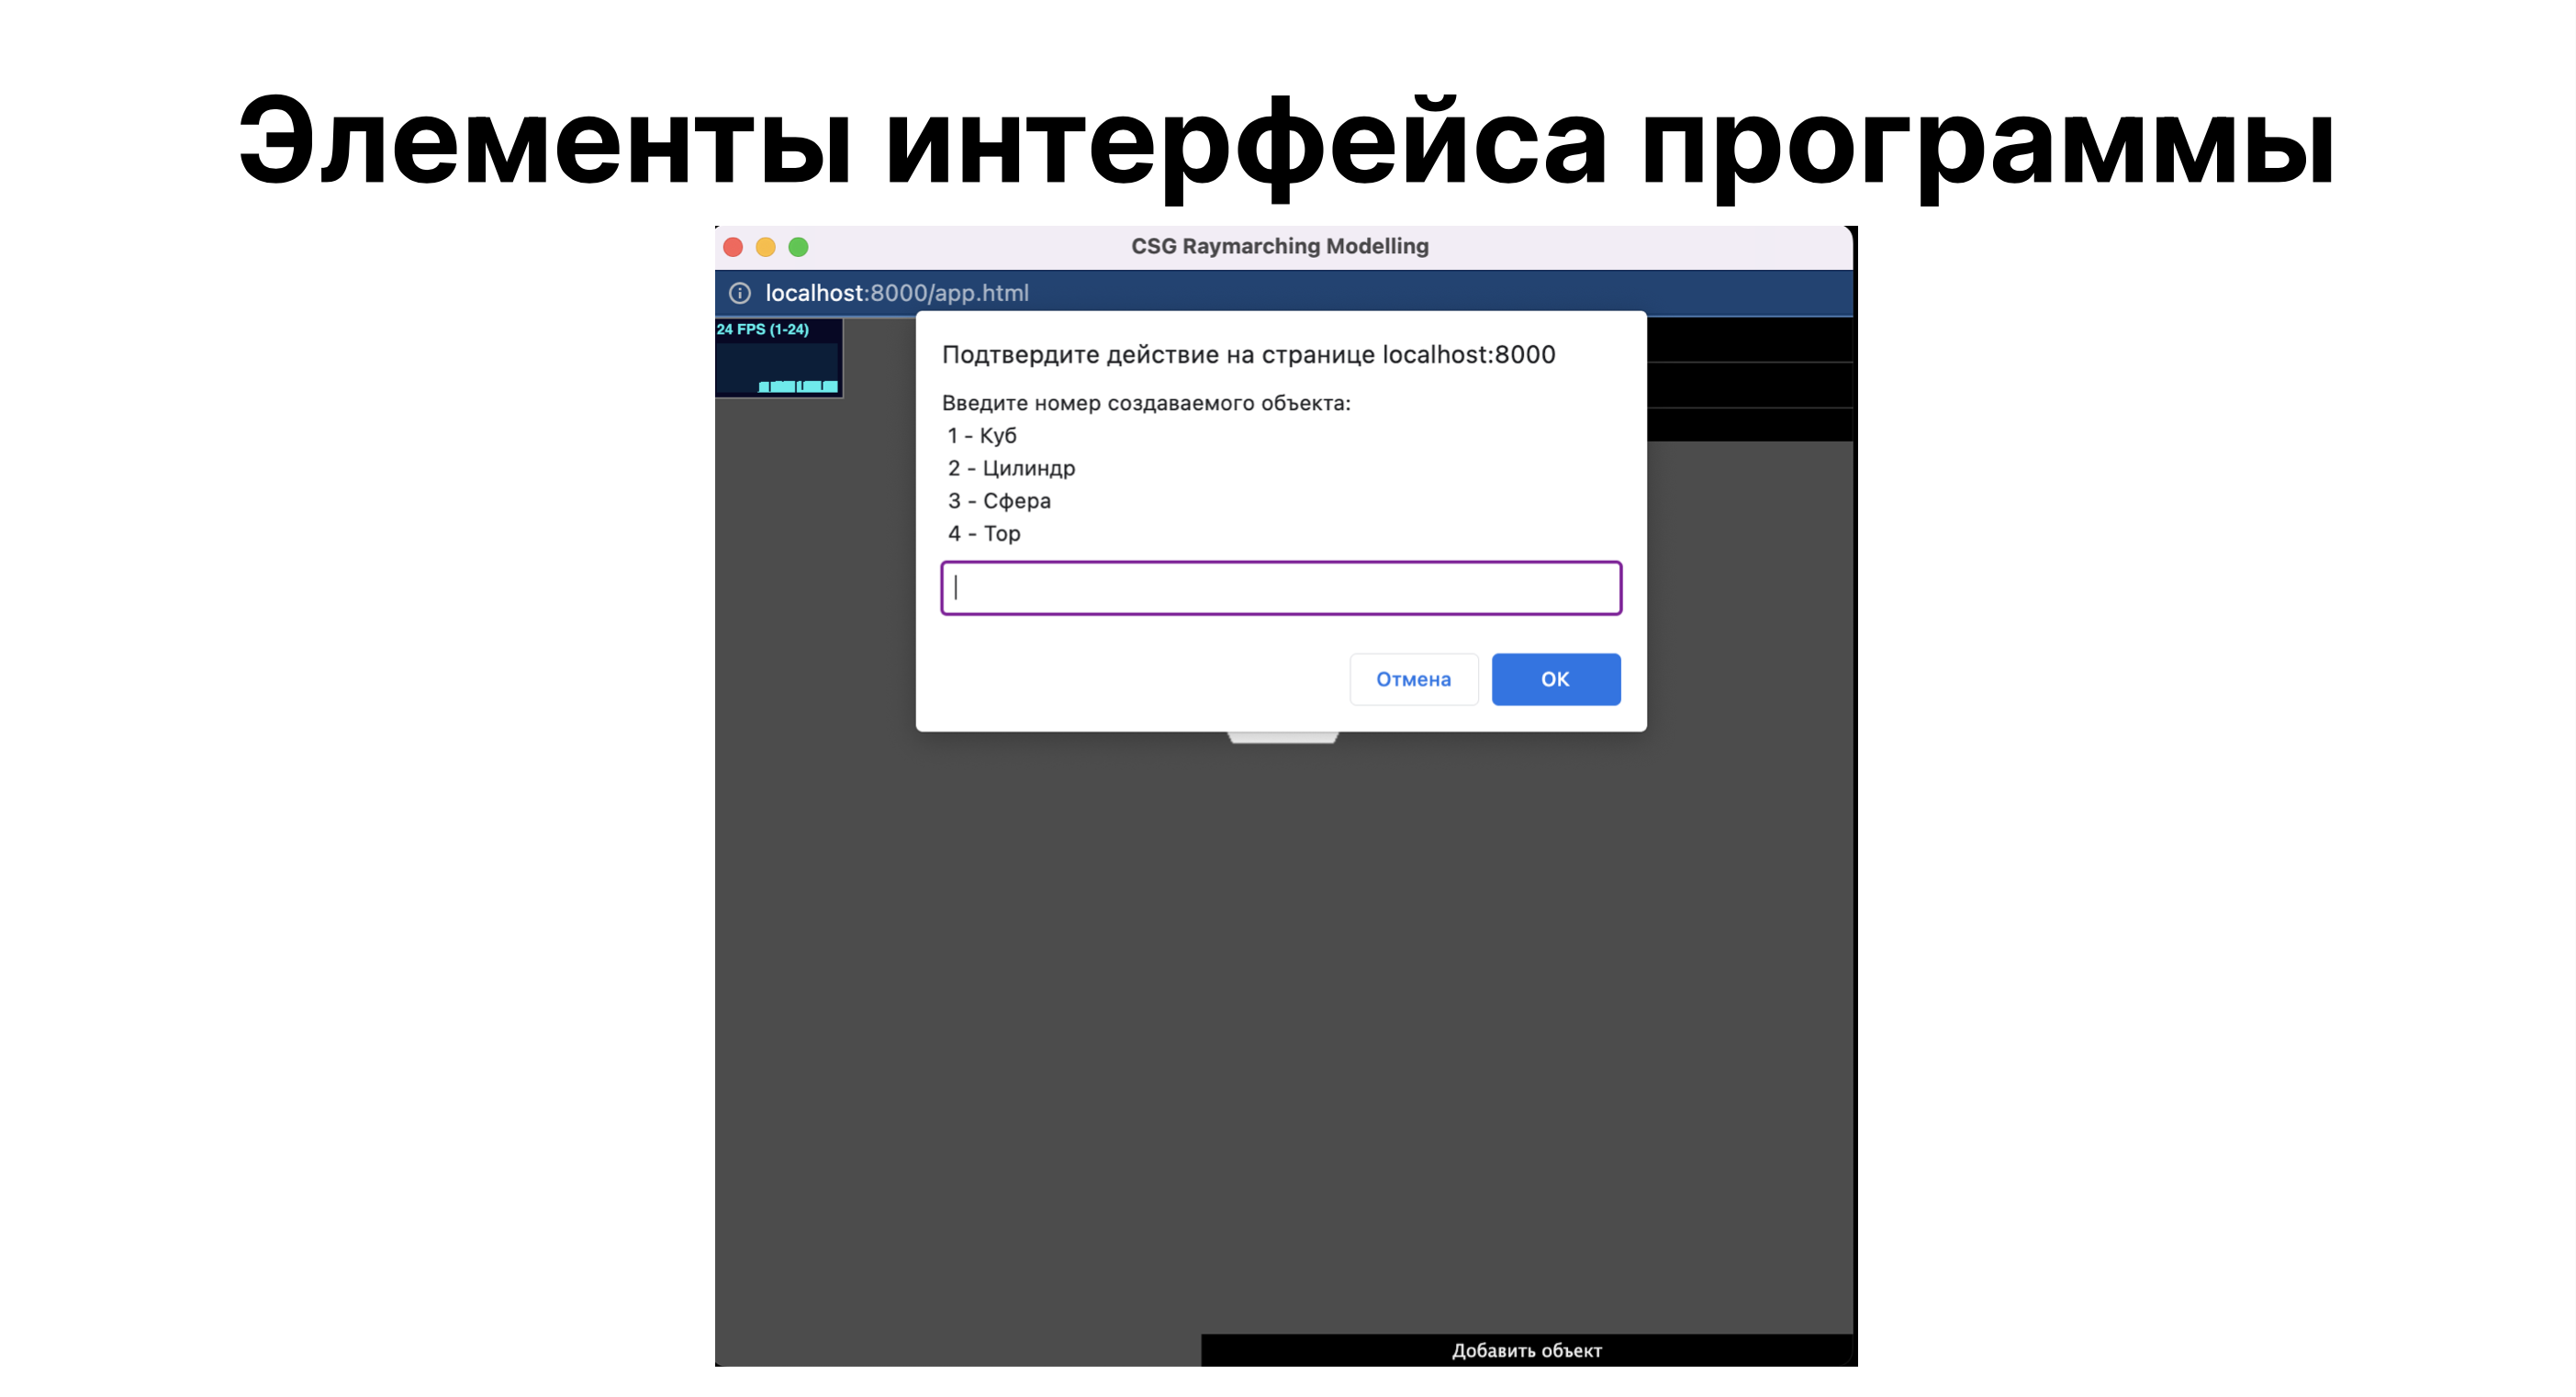 Элементы интерфейса программы
CSG Raymarching Modelling
localhost:8000/app.html
24 FPS (1-24)
Подтвердите действие на странице localhost:8000
Введите номер создаваемого объекта:
1 - Куб
2 - Цилиндр
3 - Сфера
4 - Тор
Отмена
ОК
Добавить объект